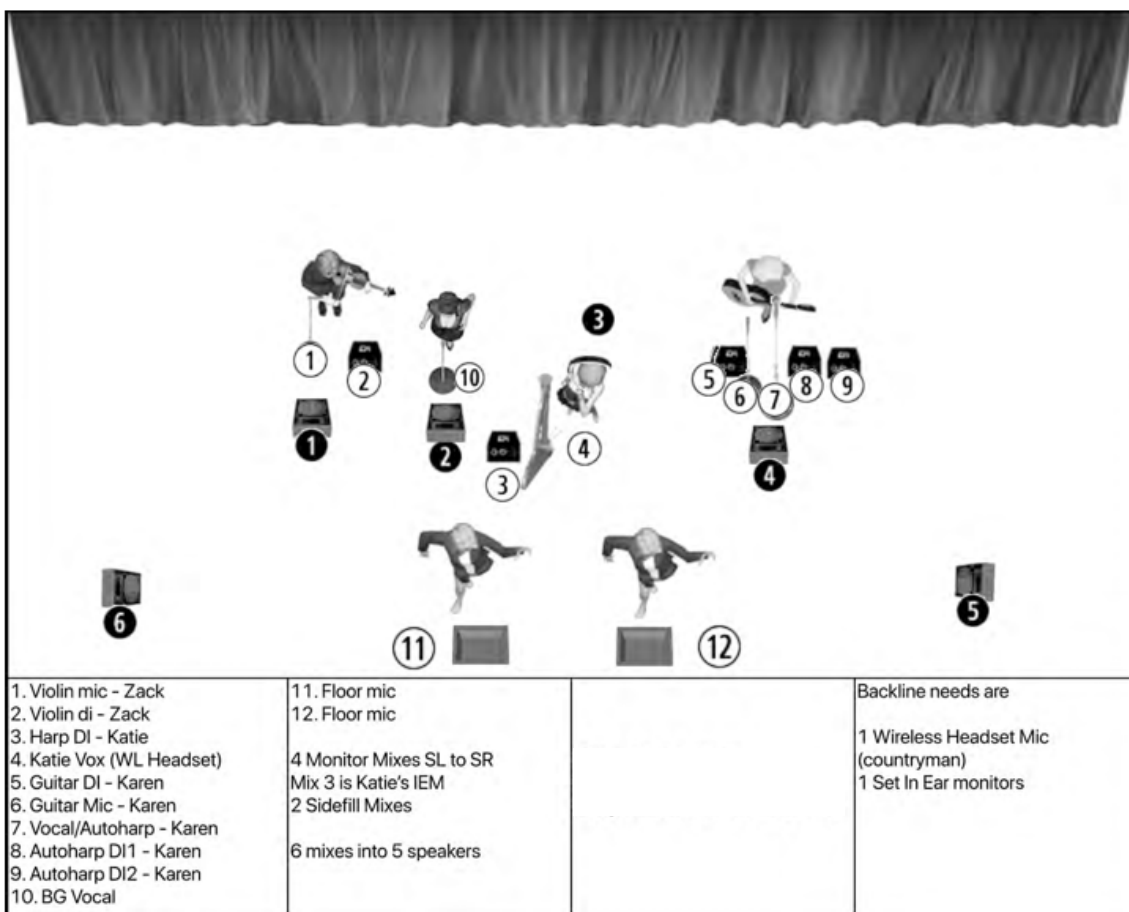 1
2
10
3
5
6
7
8
9
1
2
3
4
4
6
11
12
5
1. Violin mic – Zack
2. Violin di – Zack
3. Harp DI – Katie
4. Katie Vox (WL Headset)
5. Guitar DI – Karen
6. Guitar Mic – Karen
7. Vocal/Autoharp – Karen
8. Autoharp DI1 – Karen
9. Autoharp DI2 – Karen
10. BG Vocal
11. Floor mic
12. Floor mic
4 Monitor Mixes SL to SR
Mix 3 is Katie's IEM
2 Sidefill Mixes
6 mixes into 5 speakers
Backline needs are
1 Wireless Headset Mic
(countryman)
1 Set In Ear monitors